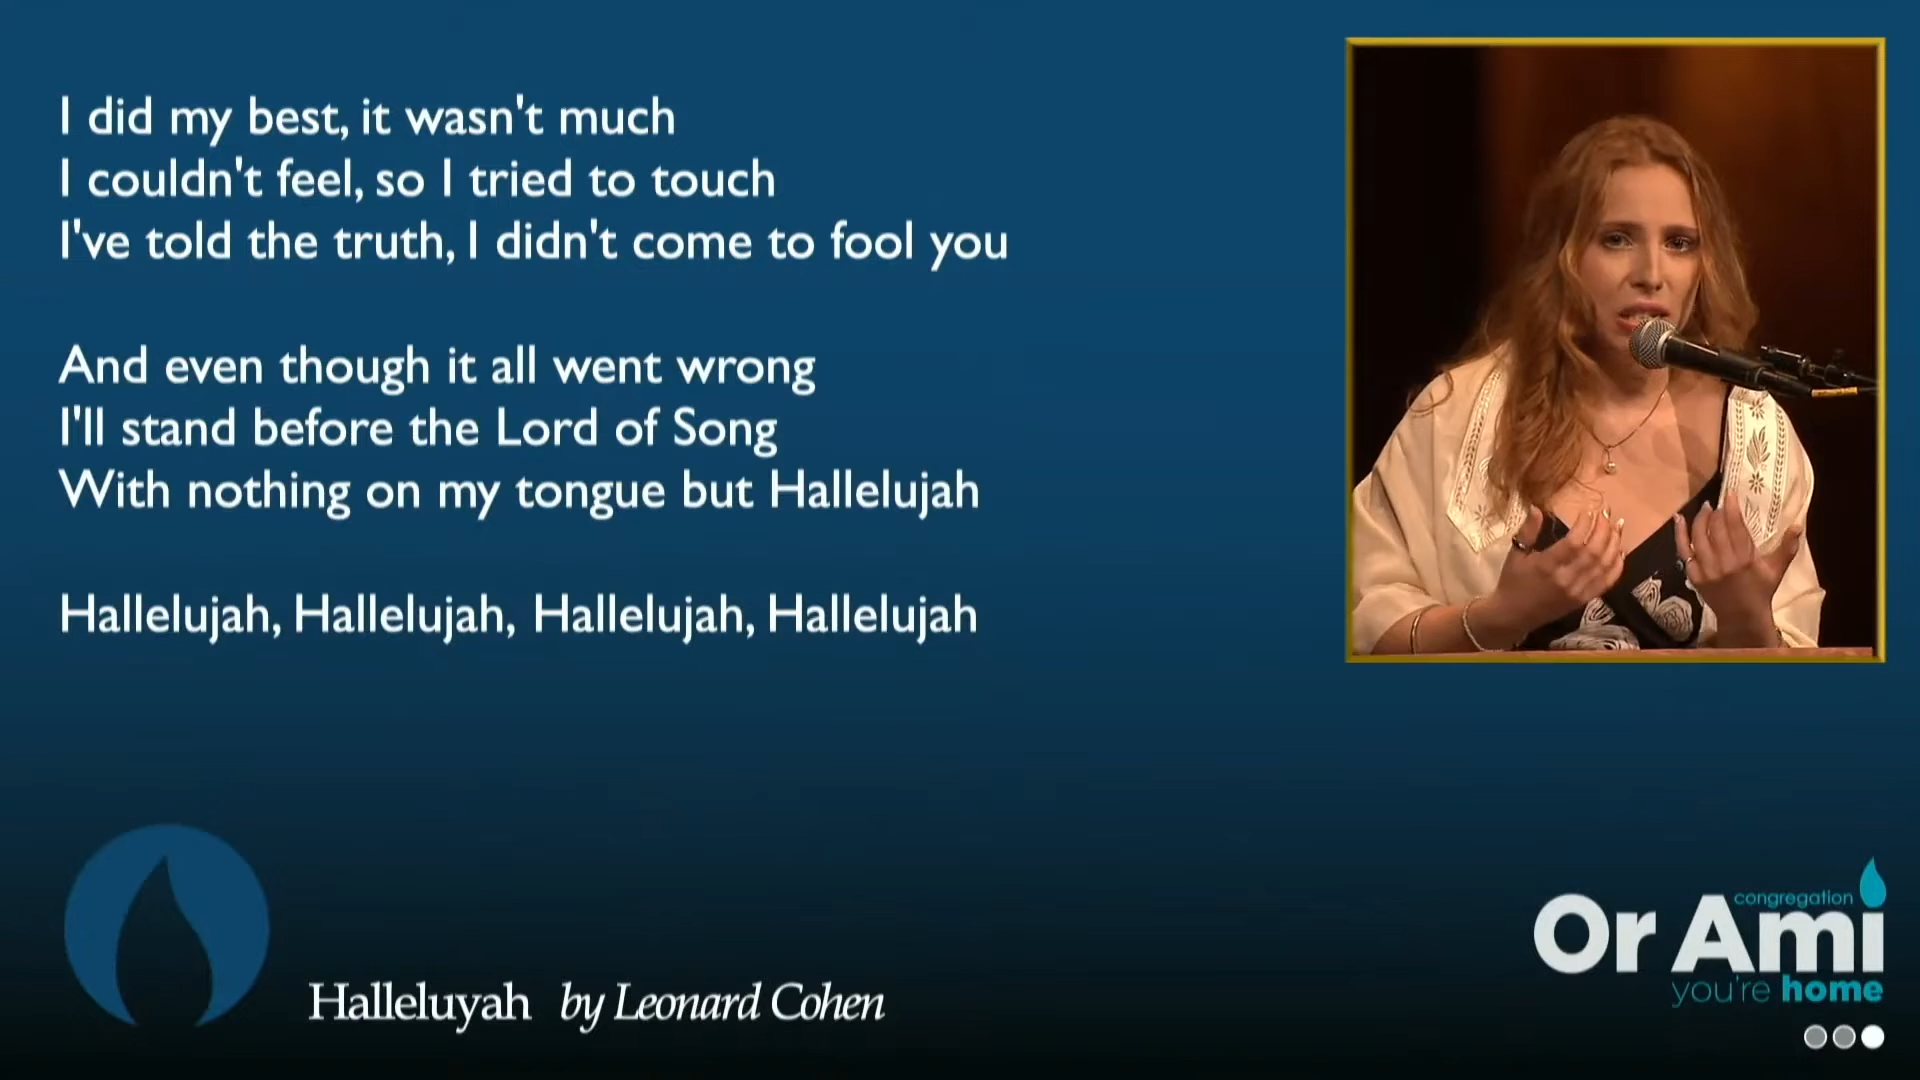 I did my best, it wasn't much
I couldn't feel, so I tried to touch
I've told the truth, I didn't come to fool you
And even though it all went wrong
I'll stand before the Lord of Song
With nothing on my tongue but Hallelujah
Hallelujah, Hallelujah, Hallelujah, Hallelujah
Halleluyah by Leonard Cohen
congregation
Or Ami
you're home